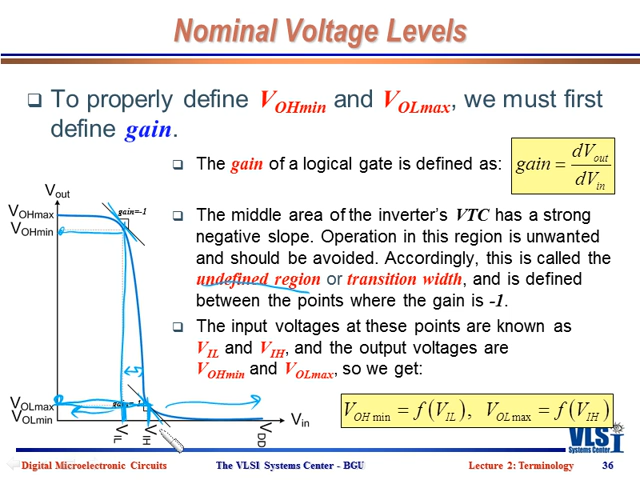 Nominal Voltage Levels
To properly define VOHmin and VOLmax, we must first
define gain.
The gain of a logical gate is defined as:
gain = dVout / dVin
The middle area of the inverter's VTC has a strong
negative slope. Operation in this region is unwanted
and should be avoided. Accordingly, this is called the
undefined region or transition width, and is defined
between the points where the gain is -1.
The input voltages at these points are known as
VIL and VIH, and the output voltages are
VOHmin and VOLmax, so we get:
VOH min = f(VIL), VOL max = f(VIH)
Vout
VOHmax
VOHmin
gain=-1
VOLmax
VOLmin
Vin
VIL
VIH
VDD
VLSI
Systems Center
Digital Microelectronic Circuits
The VLSI Systems Center - BGU
Lecture 2: Terminology
36